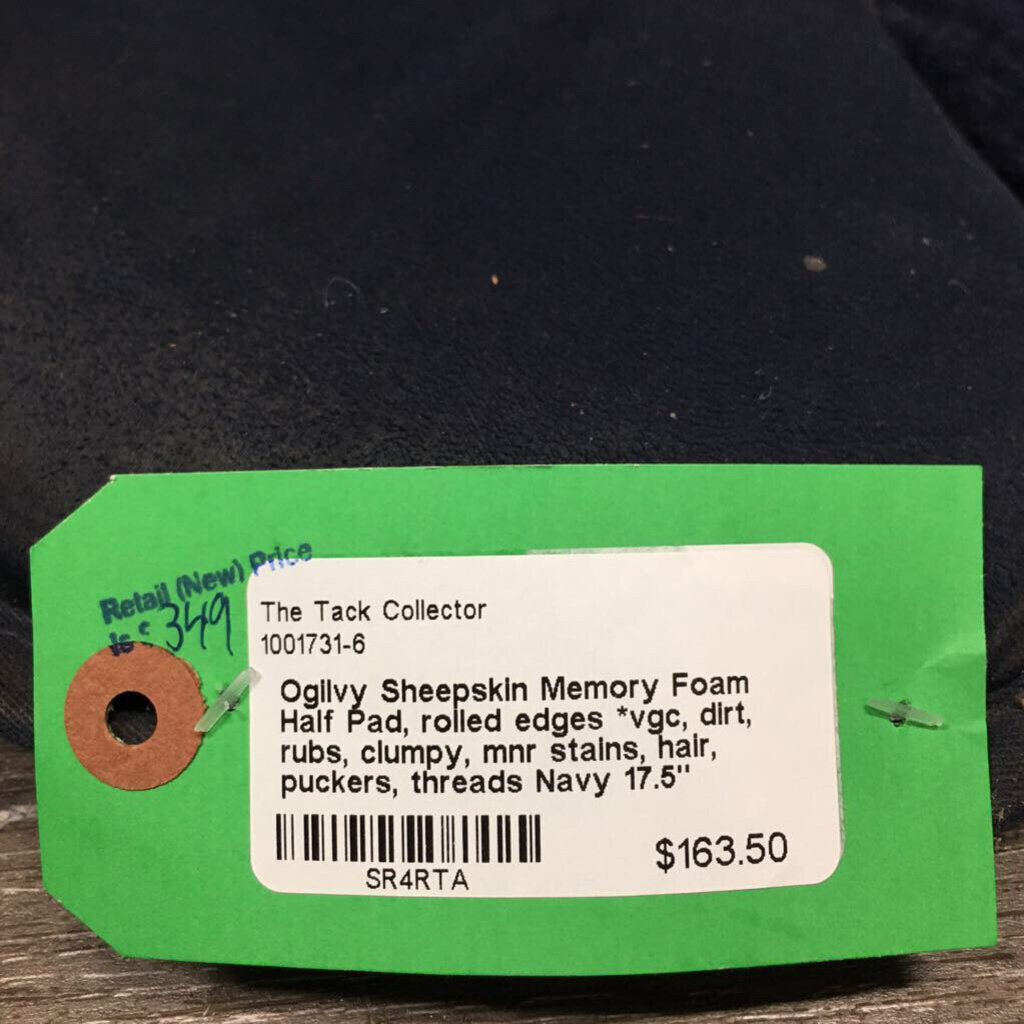 Retail (New) Price
Is $ 349
The Tack Collector
1001731-6
Ogilvy Sheepskin Memory Foam
Half Pad, rolled edges *vgc, dirt,
rubs, clumpy, mnr stains, hair,
puckers, threads Navy 17.5"
SR4RTA
$163.50